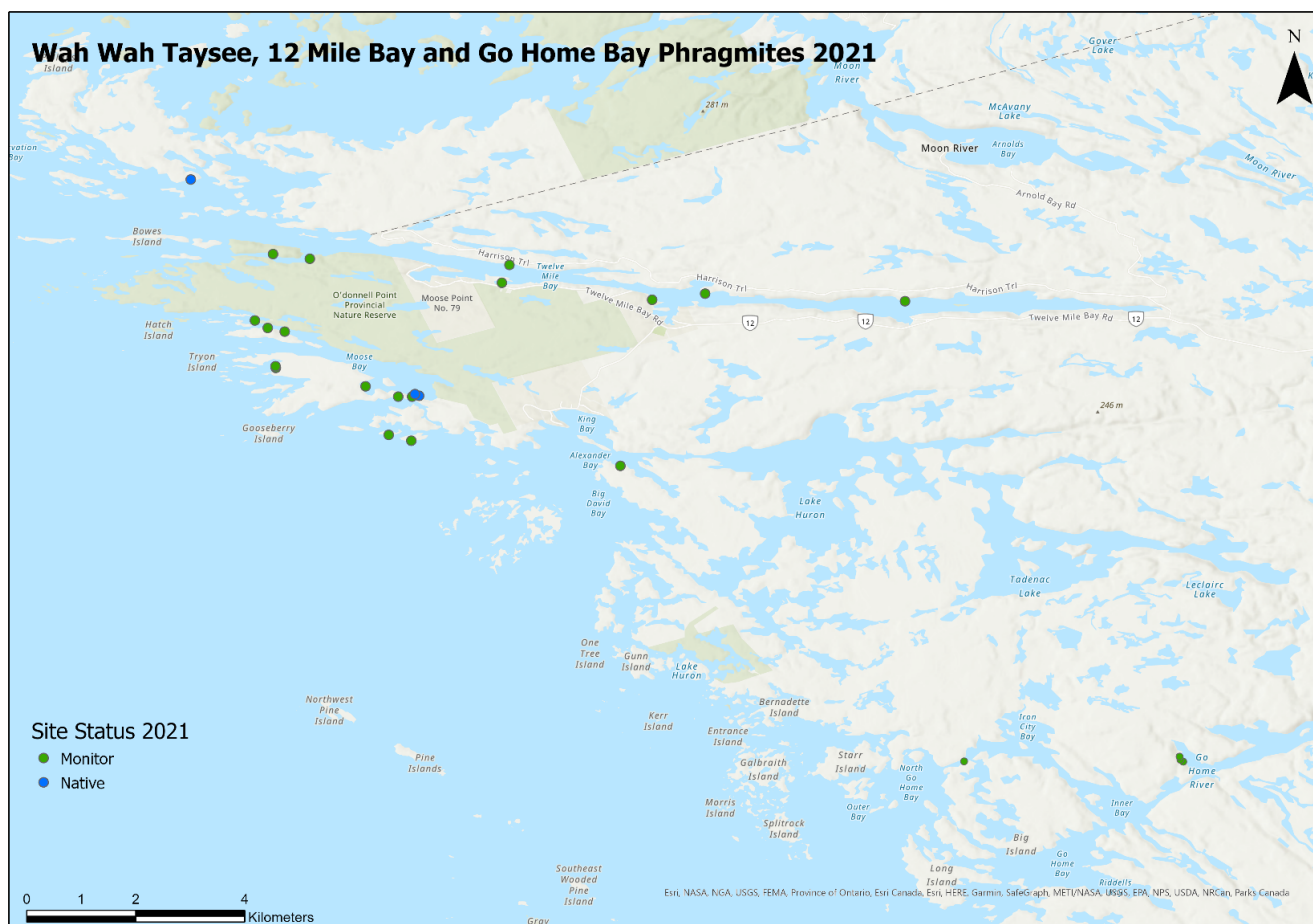 Wah Wah Taysee, 12 Mile Bay and Go Home Bay Phragmites 2021
N
Island
Gover
Lake
Moon
River
281 m
McAvany
Lake
Moon River
Arnolds
Bay
Moon River
Arnold Bay Rd
vation
Bay
Bowes
Island
Harrison Trl
Twelve
Mile
Bay
Harrison Trl
Harrison Trl
O'donnell Point
Provincial
Nature Reserve
Moose Point
No. 79
Twelve Mile Bay Rd
12
12
Twelve Mile Bay Rd
12
Hatch
Island
Tryon
Island
Moose
Bay
Gooseberry
Island
246 m
King
Bay
Alexander
Bay
Big
David
Bay
Lake
Huron
Tadenac
Lake
Leclairc
Lake
One
Tree
Island
Gunn
Island
Lake
Huron
Northwest
Pine
Island
Kerr
Island
Bernadette
Island
Entrance
Island
Iron
City
Bay
Site Status 2021
Monitor
Native
Pine
Islands
Galbraith
Island
Starr
Island
North
Go
Home
Bay
Go
Home
River
Morris
Island
Outer
Bay
Inner
Bay
Splitrock
Island
Big
Island
Long
Island
Go
Home
Bay
Riddells
Southeast
Wooded
Pine
Island
Gray
0 1 2 4
Kilometers
Esri, NASA, NGA, USGS, FEMA, Province of Ontario, Esri Canada, Esri, HERE, Garmin, SafeGraph, METI/NASA, USGS, EPA, NPS, USDA, NRCan, Parks Canada